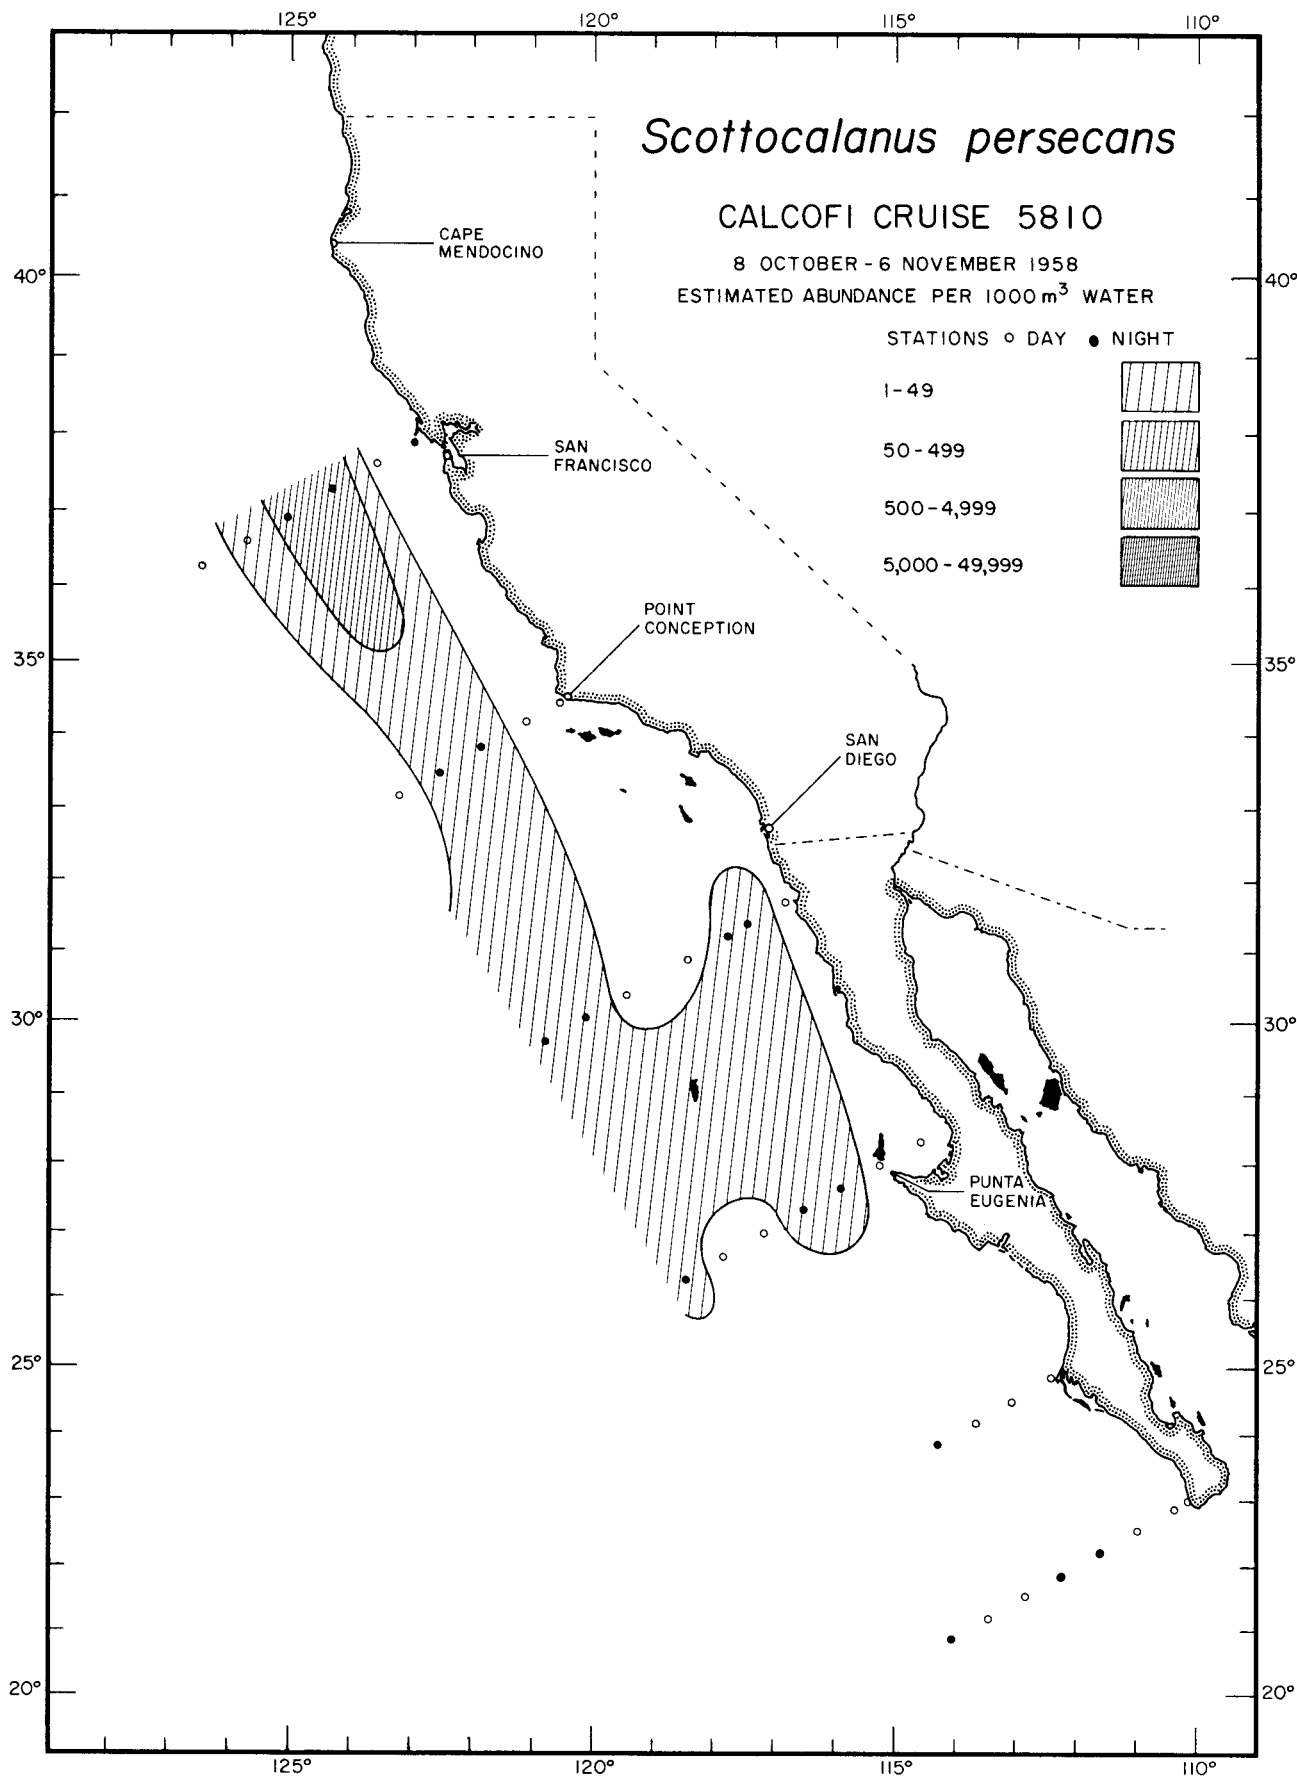 125° 120° 115° 110°
Scottocalanus persecans
CALCOFI CRUISE 5810
8 OCTOBER - 6 NOVEMBER 1958
ESTIMATED ABUNDANCE PER 1000 m³ WATER
STATIONS ○ DAY ● NIGHT
1-49
50-499
500-4,999
5,000-49,999
CAPE
MENDOCINO
40° 40°
SAN
FRANCISCO
POINT
CONCEPTION
35° 35°
SAN
DIEGO
30° 30°
PUNTA
EUGENIA
25° 25°
20° 20°
125° 120° 115° 110°